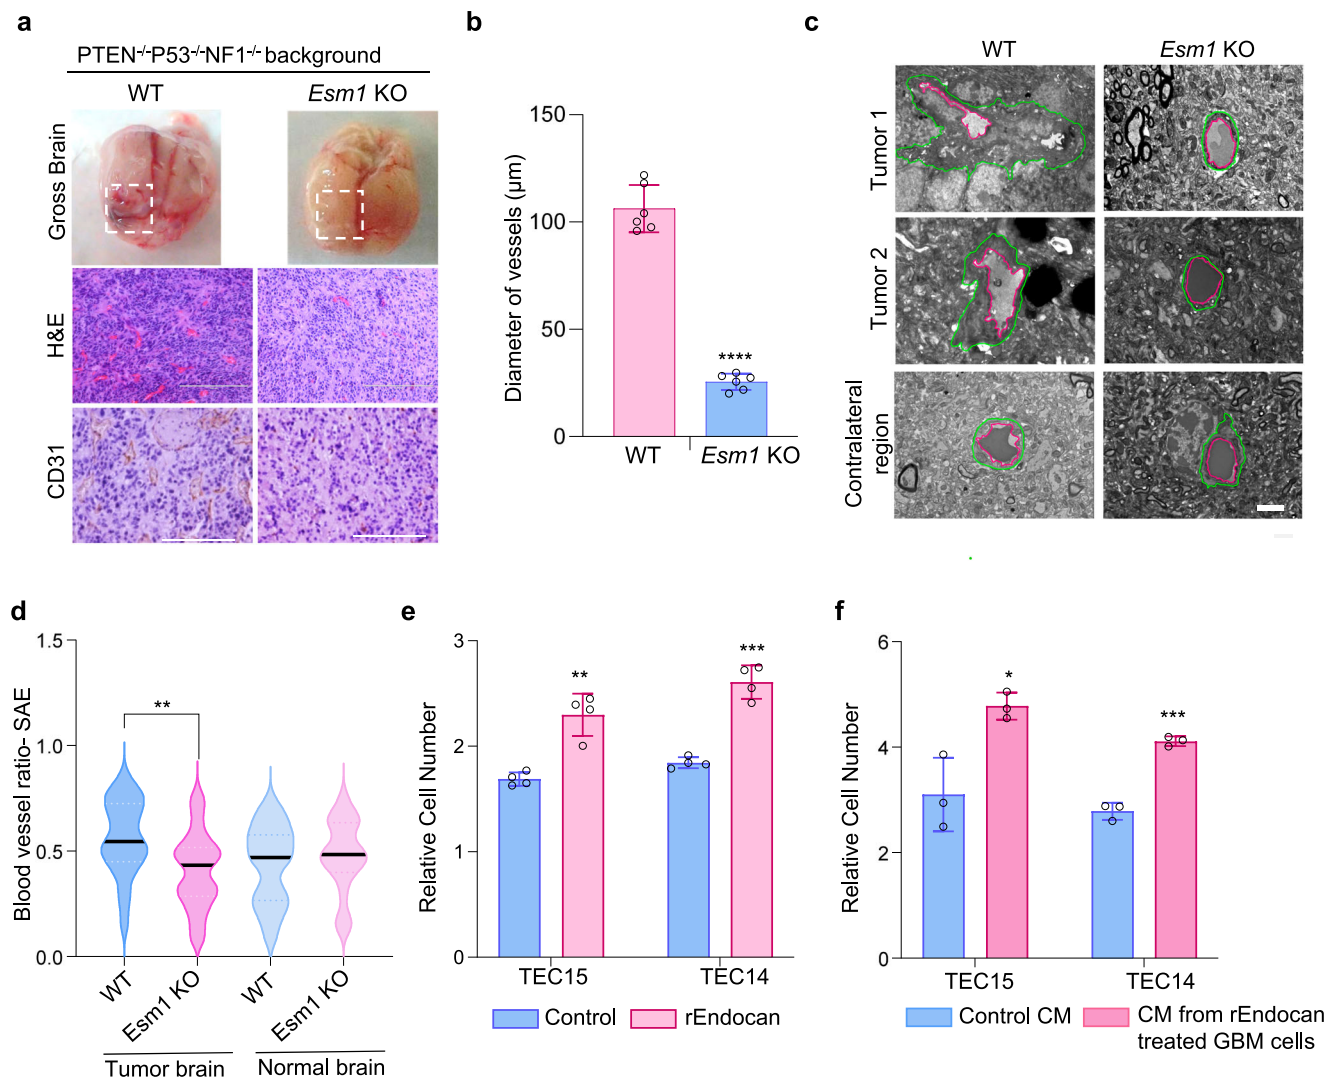 a
PTEN-/-P53-/-NF1-/- background
WT
Esm1 KO
Gross Brain
H&E
CD31
b
Diameter of vessels (µm)
150
100
50
0
****
WT
Esm1 KO
c
WT
Esm1 KO
Tumor 1
Tumor 2
Contralateral
region
d
Blood vessel ratio- SAE
1.5
1.0
0.5
0.0
**
WT
Esm1 KO
WT
Esm1 KO
Tumor brain
Normal brain
e
Relative Cell Number
3
2
1
0
**
***
TEC15
TEC14
Control
rEndocan
f
Relative Cell Number
6
4
2
0
*
***
TEC15
TEC14
Control CM
CM from rEndocan
treated GBM cells